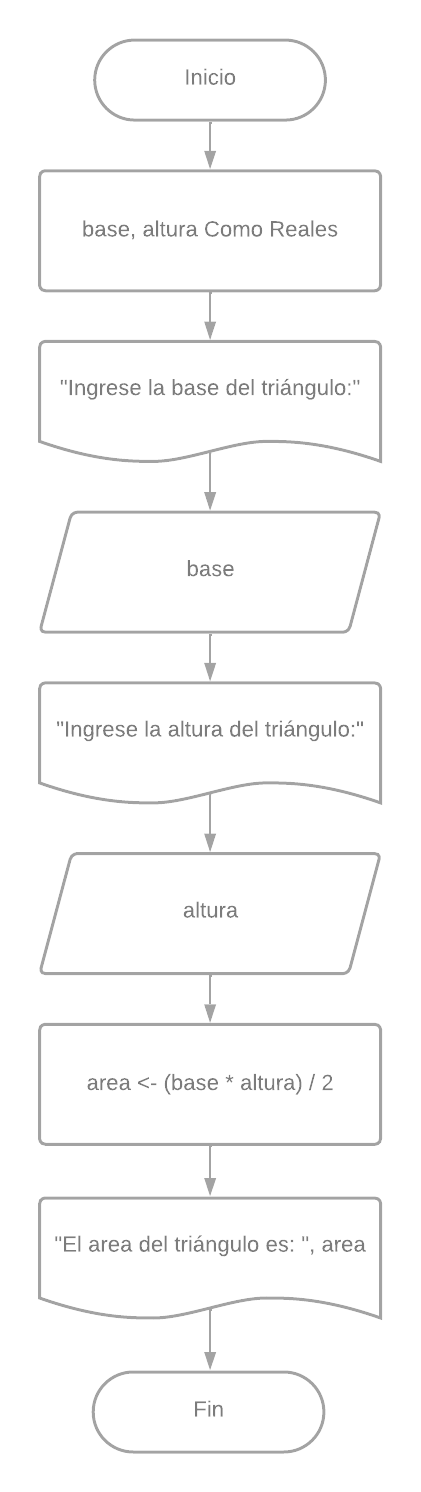 Inicio
base, altura Como Reales
"Ingrese la base del triángulo:"
base
"Ingrese la altura del triángulo:"
altura
area <- (base * altura) / 2
"El area del triángulo es: ", area
Fin